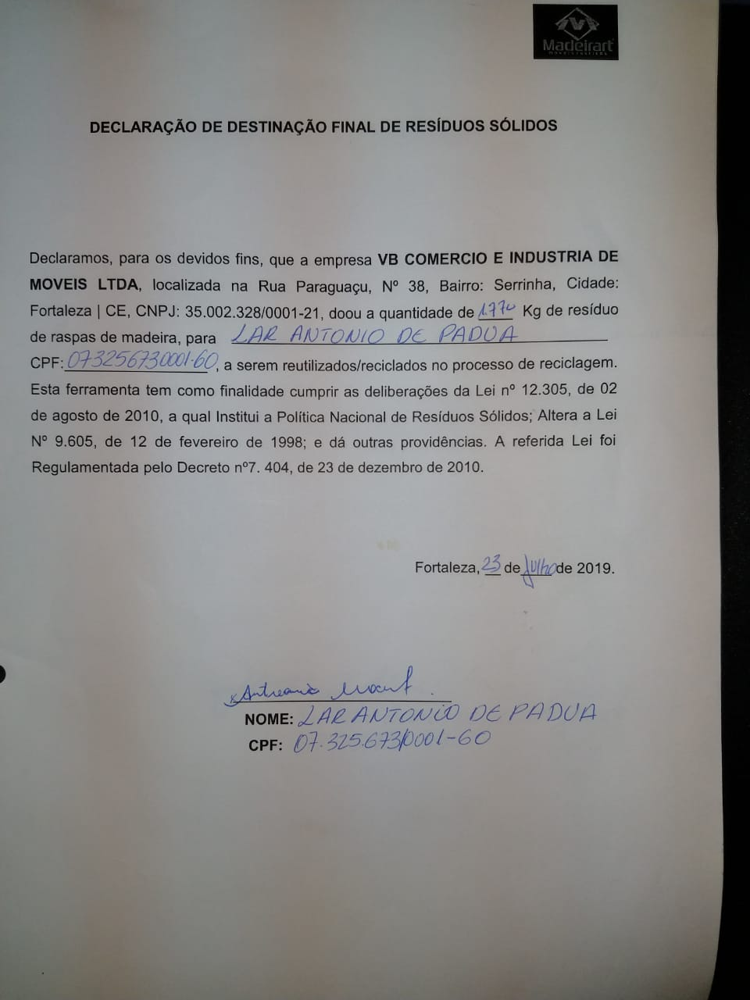 Madeirart
DECLARAÇÃO DE DESTINAÇÃO FINAL DE RESÍDUOS SÓLIDOS
Declaramos, para os devidos fins, que a empresa VB COMERCIO E INDUSTRIA DE
MOVEIS LTDA, localizada na Rua Paraguaçu, Nº 38, Bairro: Serrinha, Cidade:
Fortaleza | CE, CNPJ: 35.002.328/0001-21, doou a quantidade de 1.770 Kg de resíduo
de raspas de madeira, para LAR ANTONIO DE PADUA
CPF: 073256730001-60, a serem reutilizados/reciclados no processo de reciclagem.
Esta ferramenta tem como finalidade cumprir as deliberações da Lei nº 12.305, de 02
de agosto de 2010, a qual Institui a Política Nacional de Resíduos Sólidos; Altera a Lei
Nº 9.605, de 12 de fevereiro de 1998; e dá outras providências. A referida Lei foi
Regulamentada pelo Decreto nº7. 404, de 23 de dezembro de 2010.
Fortaleza, 23 de Julho de 2019.
NOME: LAR ANTONIO DE PADUA
CPF: 07.325.673/0001-60